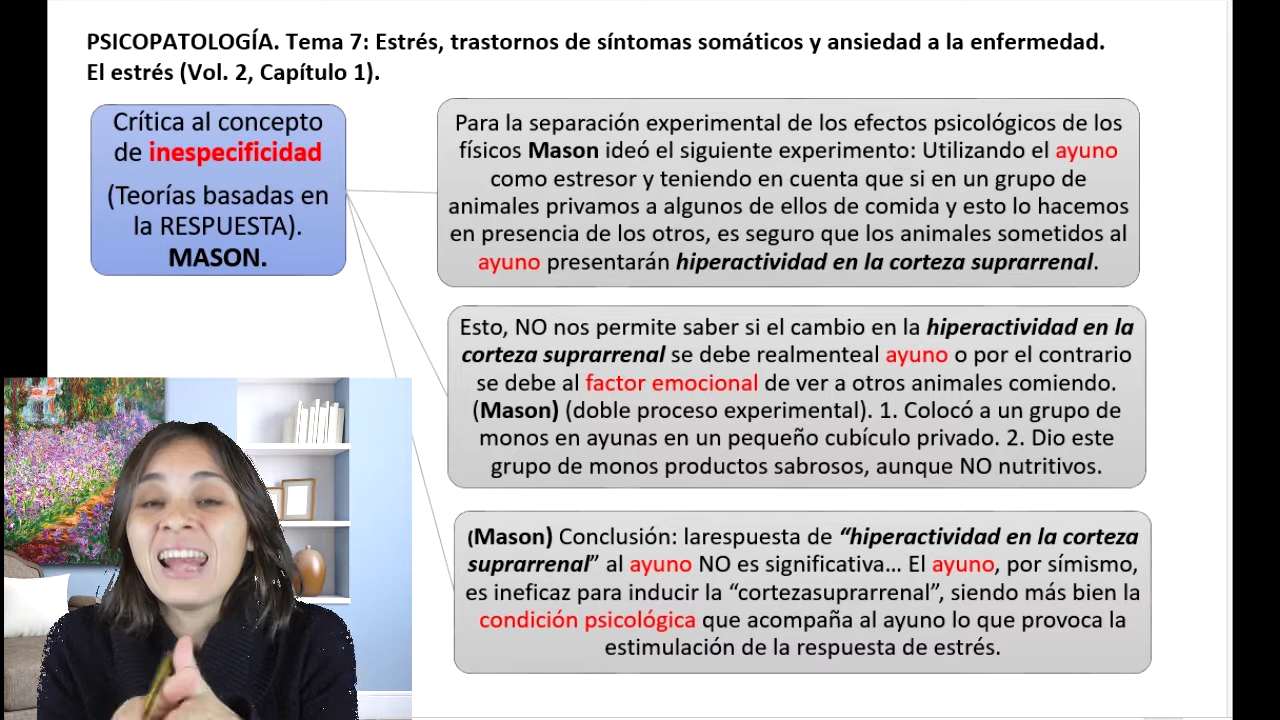 PSICOPATOLOGÍA. Tema 7: Estrés, trastornos de síntomas somáticos y ansiedad a la enfermedad.
El estrés (Vol. 2, Capítulo 1).
Crítica al concepto
de inespecificidad
(Teorías basadas en
la RESPUESTA).
MASON.
Para la separación experimental de los efectos psicológicos de los
físicos Mason ideó el siguiente experimento: Utilizando el ayuno
como estresor y teniendo en cuenta que si en un grupo de
animales privamos a algunos de ellos de comida y esto lo hacemos
en presencia de los otros, es seguro que los animales sometidos al
ayuno presentarán hiperactividad en la corteza suprarrenal.
Esto, NO nos permite saber si el cambio en la hiperactividad en la
corteza suprarrenal se debe realmenteal ayuno o por el contrario
se debe al factor emocional de ver a otros animales comiendo.
(Mason) (doble proceso experimental). 1. Colocó a un grupo de
monos en ayunas en un pequeño cubículo privado. 2. Dio este
grupo de monos productos sabrosos, aunque NO nutritivos.
(Mason) Conclusión: larespuesta de “hiperactividad en la corteza
suprarrenal” al ayuno NO es significativa… El ayuno, por símismo,
es ineficaz para inducir la “cortezasuprarrenal”, siendo más bien la
condición psicológica que acompaña al ayuno lo que provoca la
estimulación de la respuesta de estrés.